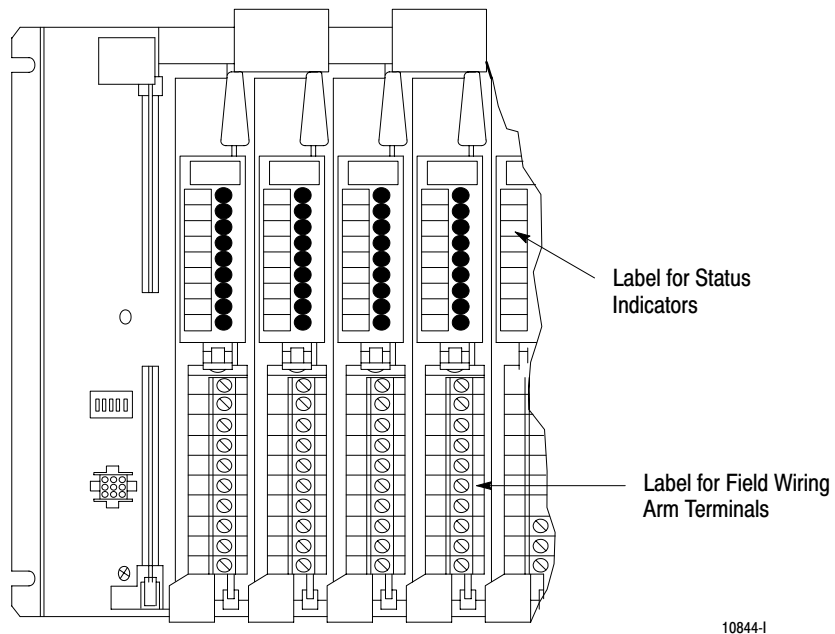 Label for Status
Indicators
Label for Field Wiring
Arm Terminals
10844-I